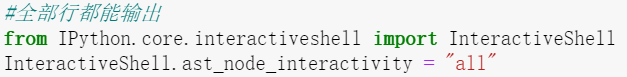 #全部行都能输出
from IPython.core.interactiveshell import InteractiveShell
InteractiveShell.ast_node_interactivity = "all"